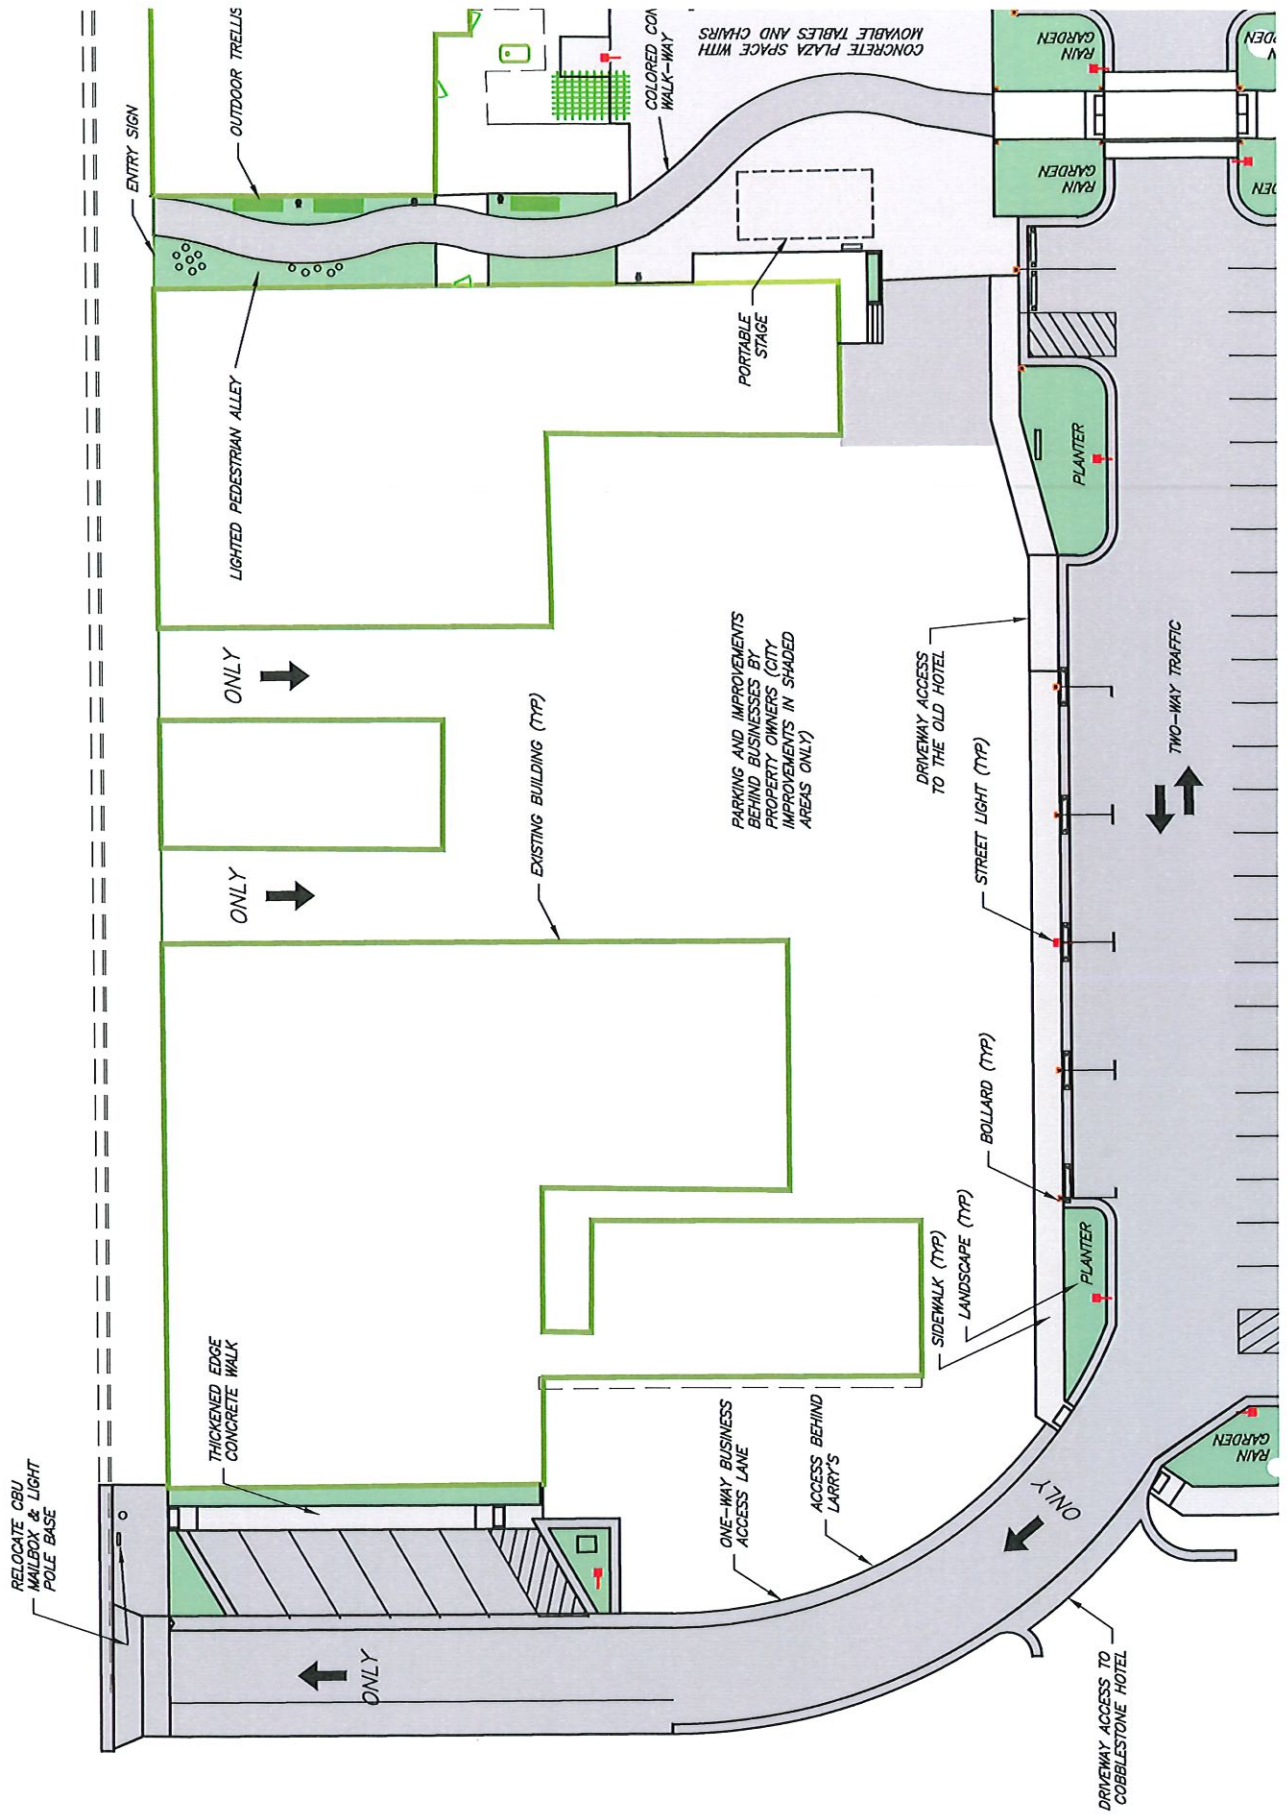 RELOCATE CBU
MAILBOX & LIGHT
POLE BASE
THICKENED EDGE
CONCRETE WALK
ONLY
ONLY
ONLY
LIGHTED PEDESTRIAN ALLEY
ENTRY SIGN
OUTDOOR TRELLIS
EXISTING BUILDING (TYP)
COLORED CON
WALK-WAY
CONCRETE PLAZA SPACE WITH
MOVABLE TABLES AND CHAIRS
PORTABLE
STAGE
PARKING AND IMPROVEMENTS
BEHIND BUSINESSES BY
PROPERTY OWNERS (CITY
IMPROVEMENTS IN SHADED
AREAS ONLY)
ONE-WAY BUSINESS
ACCESS LANE
ACCESS BEHIND
LARRY'S
SIDEWALK (TYP)
LANDSCAPE (TYP)
BOLLARD (TYP)
STREET LIGHT (TYP)
DRIVEWAY ACCESS
TO THE OLD HOTEL
ONLY
PLANTER
PLANTER
RAIN
GARDEN
RAIN
GARDEN
DRIVEWAY ACCESS TO
COBBLESTONE HOTEL
TWO-WAY TRAFFIC
RAIN
GARDEN
DEN